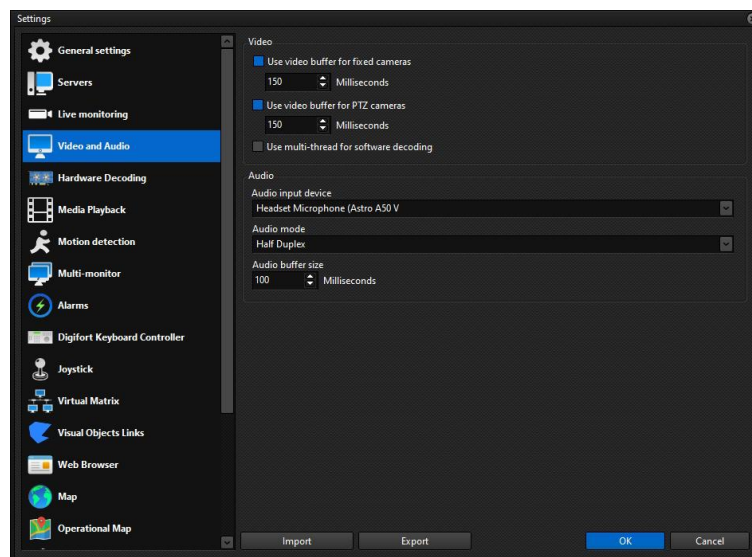 Settings
General settings
Servers
Live monitoring
Video and Audio
Hardware Decoding
Media Playback
Motion detection
Multi-monitor
Alarms
Digifort Keyboard Controller
Joystick
Virtual Matrix
Visual Objects Links
Web Browser
Map
Operational Map
Video
Use video buffer for fixed cameras
150 Milliseconds
Use video buffer for PTZ cameras
150 Milliseconds
Use multi-thread for software decoding
Audio
Audio input device
Headset Microphone (Astro A50 V
Audio mode
Half Duplex
Audio buffer size
100 Milliseconds
Import Export OK Cancel